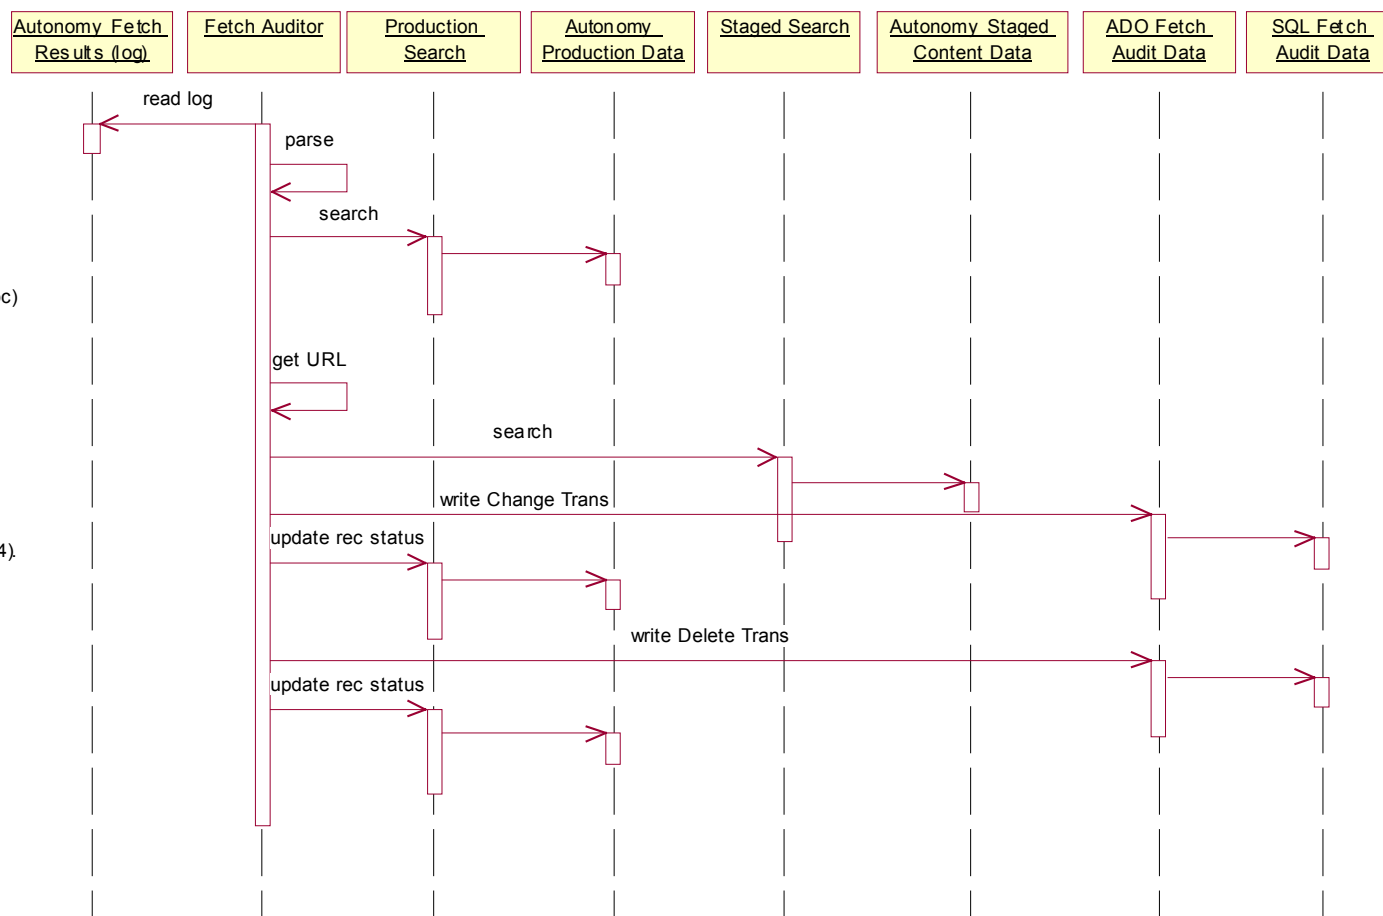 Autonomy Fetch
Results (log)
Fetch Auditor
Production
Search
Autonomy
Production Data
Staged Search
Autonomy Staged
Content Data
ADO Fetch
Audit Data
SQL Fetch
Audit Data
read log
parse
search
c)
get URL
search
write Change Trans
update rec status
4).
write Delete Trans
update rec status